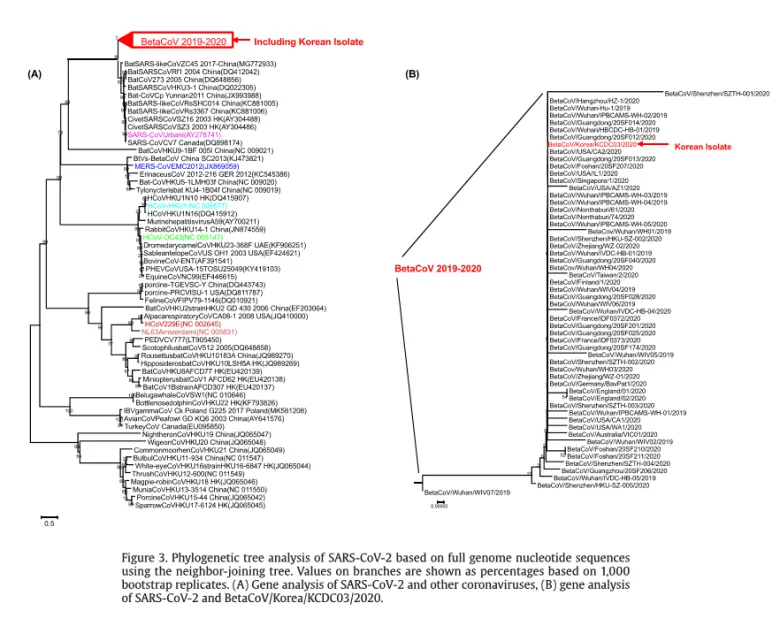 BetaCoV 2019-2020
Including Korean Isolate
(A)
BatSARS-likeCoVZC45 2017-China(MG772933)
BatSARSCoVRf1 2004 China(DQ412042)
BatCoV273 2005 China(DQ648856)
BatSARSCoVHKU3-1 China(DQ022305)
Bat-CoVCp Yunnan2011 China(JX993988)
BatSARS-likeCoVRsSHC014 China(KC881005)
BatSARS-likeCoVRs3367 China(KC881006)
CivetSARSCoVSZ16 2003 HK(AY304488)
CivetSARSCoVSZ3 2003 HK(AY304486)
SARS-CoVUrbani(AY278741)
SARS-CoVC7 Canada(DQ898174)
BatCoVHKU9-1BF 005I China(NC 009021)
BtVs-BetaCoV China SC2013(KJ473821)
MERS-CoVEMC2012(JX869059)
ErinaceusCoV 2012-216 GER 2012(KC545386)
Bat-CoVHKU5-1LMH03f China(NC 009020)
Tylonycterisbat KU4-1B04f China(NC 009019)
HCoVHKU1N10 HK(DQ415907)
HCoV-HKU1(NC 006577)
HCoVHKU1N16(DQ415912)
MurinehepatitisvirusA59(AY700211)
RabbitCoVHKU14-1 China(JN874559)
HCoV-OC43(NC 005147)
DromedarycamelCoVHKU23-368F UAE(KF906251)
SableantelopeCoVUS OH1 2003 USA(EF424621)
BovineCoV-ENT(AF391541)
PHEVCoVUSA-15TOSU25049(KY419103)
EquineCoVNC99(EF446615)
porcine-TGEVSC-Y China(DQ443743)
porcine-PRCVISU-1 USA(DQ811787)
FelineCoVFIPV79-1146(DQ010921)
BatCoVHKU2strainHKU2 GD 430 2006 China(EF203064)
AlpacarespiratoryCoVCA08-1 2008 USA(JQ410000)
HCoV229E(NC 002645)
NL63AmsterdamI(NC 005831)
PEDVCV777(LT905450)
ScotophilusbatCoV512 2005(DQ648858)
RousettusbatCoVHKU10183A China(JQ989270)
HipposiderosbatCoVHKU10LSH5A HK(JQ989269)
BatCoVHKU8AFCD77 HK(EU420139)
MiniopterusbatCoV1 AFCD62 HK(EU420138)
BatCoV1BstrainAFCD307 HK(EU420137)
BelugawhaleCoVSW1(NC 010646)
BottlenosedolphinCoVHKU22 HK(KF793826)
IBVgammaCoV Ck Poland G225 2017 Poland(MK581208)
AvianCoVPeafowl GD KQ6 2003 China(AY641576)
TurkeyCoV Canada(EU095850)
NightheronCoVHKU19 China(JQ065047)
WigeonCoVHKU20 China(JQ065048)
CommonmoorhenCoVHKU21 China(JQ065049)
BulbulCoVHKU11-934 China(NC 011547)
White-eyeCoVHKU16strainHKU16-6847 HK(JQ065044)
ThrushCoVHKU12-600(NC 011549)
Magpie-robinCoVHKU18 HK(JQ065046)
MuniaCoVHKU13-3514 China(NC 011550)
PorcineCoVHKU15-44 China(JQ065042)
SparrowCoVHKU17-6124 HK(JQ065045)
0.5
(B)
BetaCoV/Shenzhen/SZTH-001/2020
BetaCoV/Hangzhou/HZ-1/2020
BetaCoV/Wuhan-Hu-1/2019
BetaCoV/Wuhan/IPBCAMS-WH-02/2019
BetaCoV/Guangdong/20SF014/2020
BetaCoV/Wuhan/HBCDC-HB-01/2019
BetaCoV/Guangdong/20SF012/2020
BetaCoV/Korea/KCDC03/2020
Korean Isolate
BetaCoV/USA/CA2/2020
BetaCoV/Guangdong/20SF013/2020
BetaCoV/Foshan/20SF207/2020
BetaCoV/USA/IL1/2020
BetaCoV/Singapore/1/2020
BetaCoV/USA/AZ1/2020
BetaCoV/Wuhan/IPBCAMS-WH-03/2019
BetaCoV/Wuhan/IPBCAMS-WH-04/2019
BetaCoV/Nonthaburi/61/2020
BetaCoV/Nonthaburi/74/2020
BetaCoV/Wuhan/IPBCAMS-WH-05/2020
BetaCov/Wuhan/WH01/2019
BetaCoV/Shenzhen/HKU-SZ-002/2020
BetaCoV/Zhejiang/WZ-02/2020
BetaCoV/Wuhan/IVDC-HB-01/2019
BetaCoV/Guangdong/20SF040/2020
BetaCov/Wuhan/WH04/2020
BetaCoV/Taiwan/2/2020
BetaCoV/Finland/1/2020
BetaCoV/Wuhan/WIV04/2019
BetaCoV/Guangdong/20SF028/2020
BetaCoV/Wuhan/WIV06/2019
BetaCoV/Wuhan/IVDC-HB-04/2020
BetaCoV/France/IDF0372/2020
BetaCoV/Guangdong/20SF201/2020
BetaCoV/Guangdong/20SF025/2020
BetaCoV/France/IDF0373/2020
BetaCoV/Guangdong/20SF174/2020
BetaCoV/Wuhan/WIV05/2019
BetaCoV/Shenzhen/SZTH-002/2020
BetaCov/Wuhan/WH03/2020
BetaCoV/Zhejiang/WZ-01/2020
BetaCoV/Germany/BavPat1/2020
BetaCoV/England/01/2020
BetaCoV/England/02/2020
BetaCoV/Shenzhen/SZTH-003/2020
BetaCoV/Wuhan/IPBCAMS-WH-01/2019
BetaCoV/USA/CA1/2020
BetaCoV/USA/WA1/2020
BetaCoV/Australia/VIC01/2020
BetaCoV/Wuhan/WIV02/2019
BetaCoV/Foshan/20SF210/2020
BetaCoV/Foshan/20SF211/2020
BetaCoV/Shenzhen/SZTH-004/2020
BetaCoV/Guangzhou/20SF206/2020
BetaCoV/Wuhan/IVDC-HB-05/2019
BetaCoV/Shenzhen/HKU-SZ-005/2020
BetaCoV/Wuhan/WIV07/2019
BetaCoV 2019-2020
0.00002
Figure 3. Phylogenetic tree analysis of SARS-CoV-2 based on full genome nucleotide sequences
using the neighbor-joining tree. Values on branches are shown as percentages based on 1,000
bootstrap replicates. (A) Gene analysis of SARS-CoV-2 and other coronaviruses, (B) gene analysis
of SARS-CoV-2 and BetaCoV/Korea/KCDC03/2020.